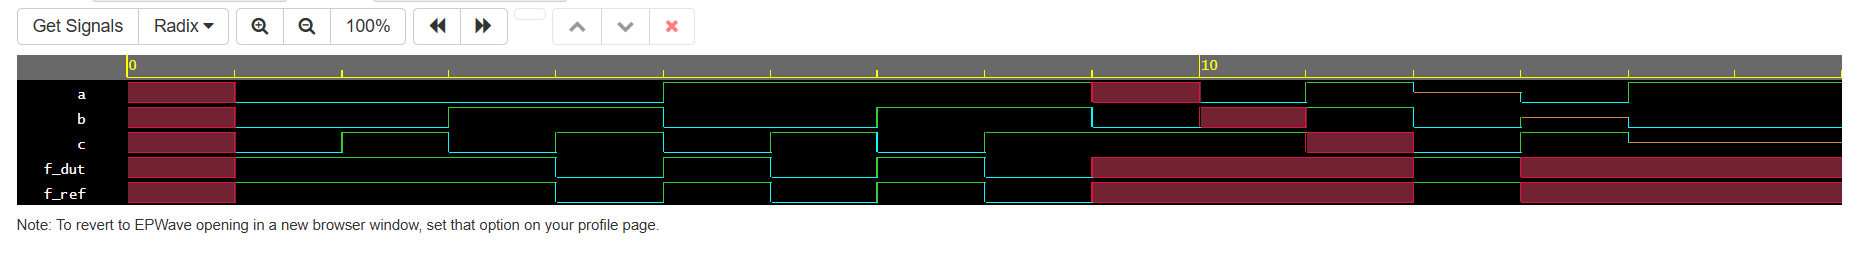 Get Signals Radix 100%
0 10
a
b
c
f_dut
f_ref
Note: To revert to EPWave opening in a new browser window, set that option on your profile page.